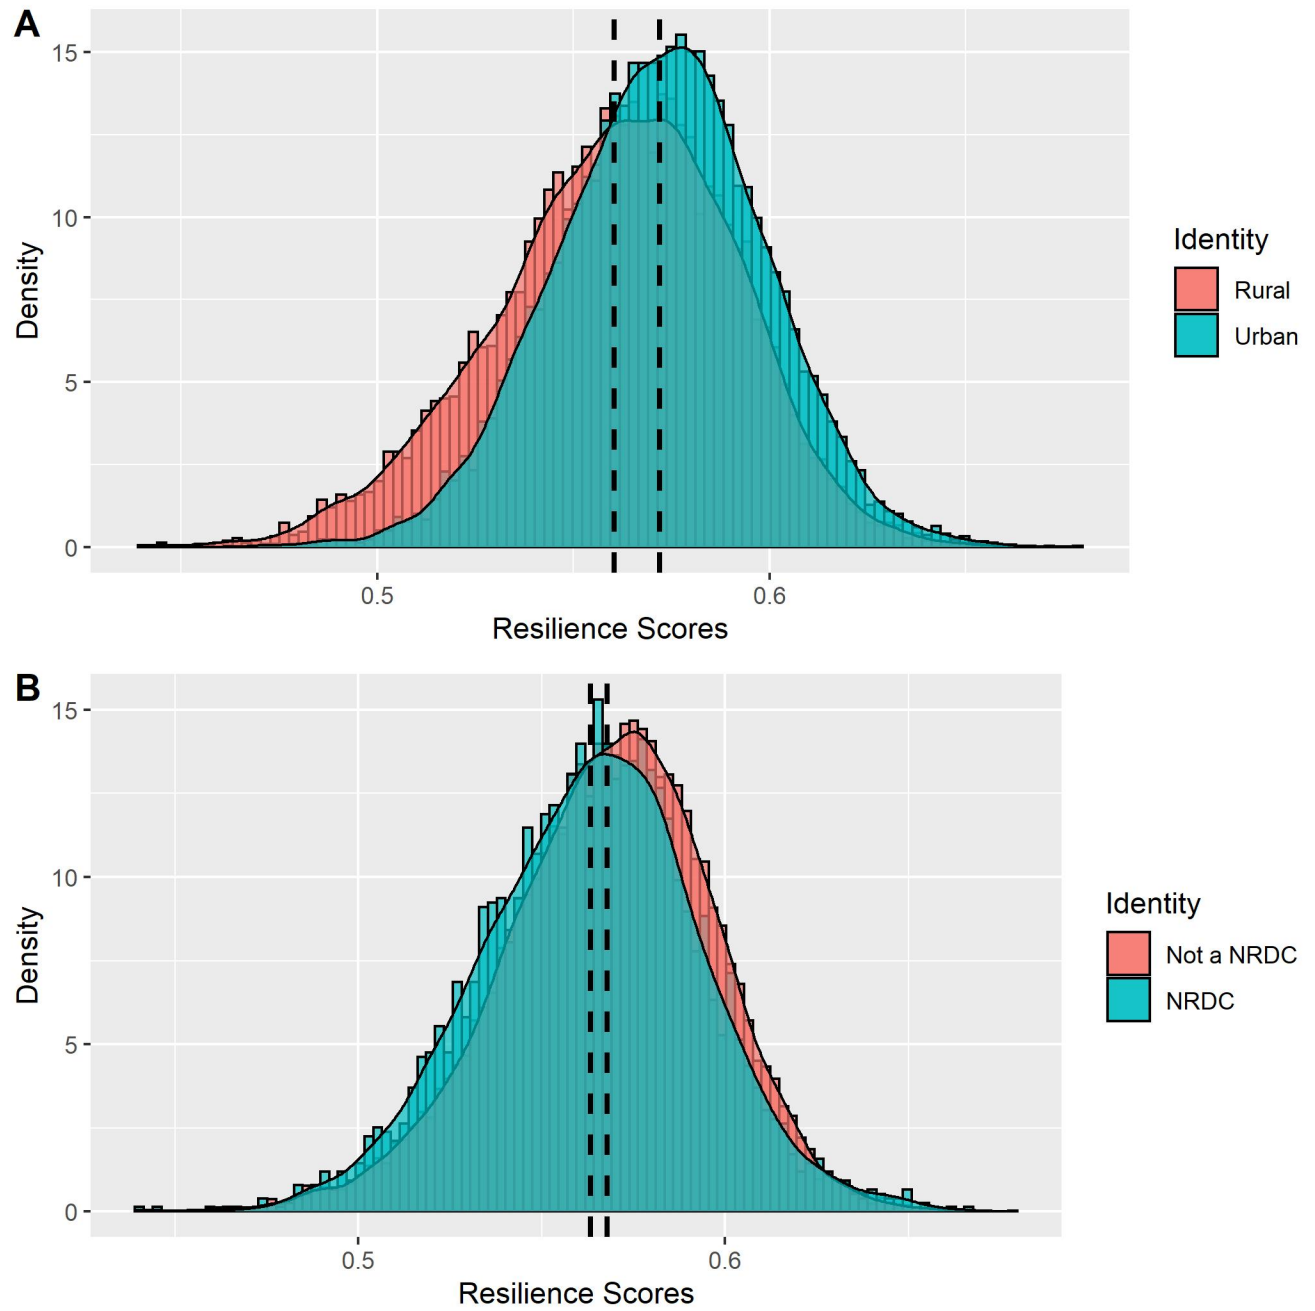 A
15
10
5
0
Density
0.5 0.6
Resilience Scores
Identity
Rural
Urban
B
15
10
5
0
Density
0.5 0.6
Resilience Scores
Identity
Not a NRDC
NRDC